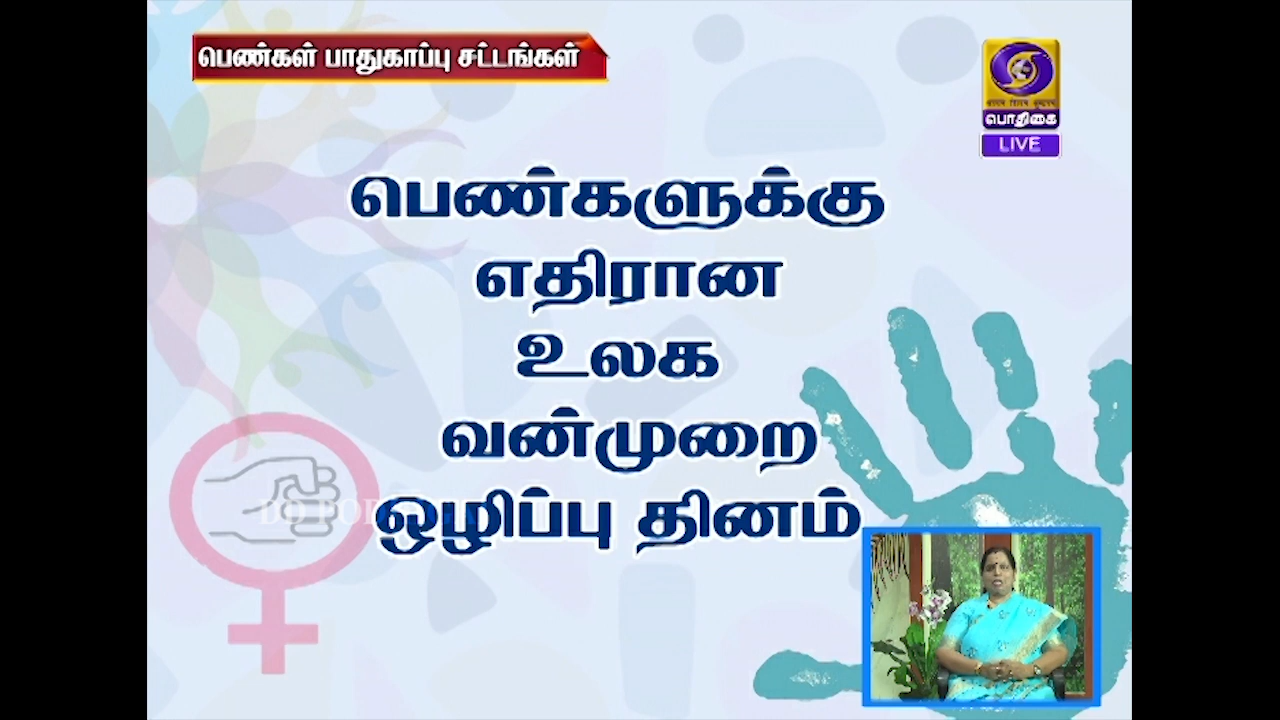 பெண்கள் பாதுகாப்பு சட்டங்கள்
பொதிகை
LIVE
பெண்களுக்கு
எதிரான
உலக
வன்முறை
ஒழிப்பு தினம்